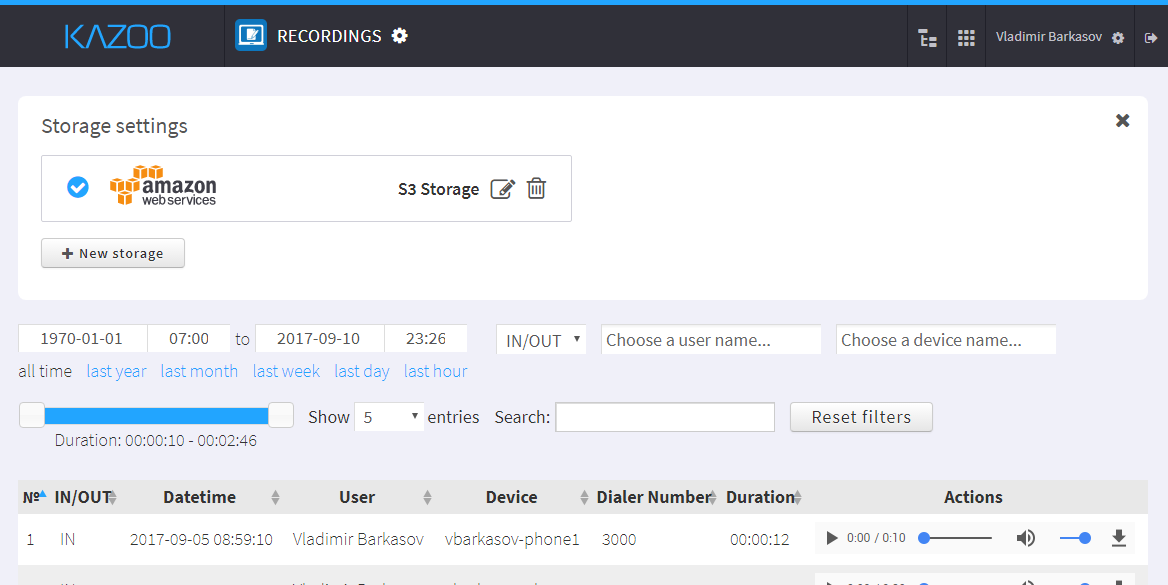 KAZOO RECORDINGS Vladimir Barkasov
Storage settings
amazon web services S3 Storage
New storage
1970-01-01 07:00 to 2017-09-10 23:26 IN/OUT Choose a user name... Choose a device name...
all time last year last month last week last day last hour
Show 5 entries Search: Reset filters
Duration: 00:00:10 - 00:02:46
Nº IN/OUT Datetime User Device Dialer Number Duration Actions
1 IN 2017-09-05 08:59:10 Vladimir Barkasov vbarkasov-phone1 3000 00:00:12 0:00 / 0:10